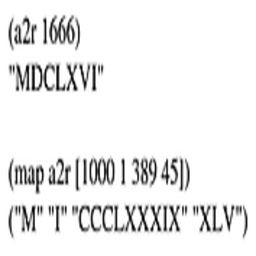 (a2r 1666)
"MDCLXVI"
(map a2r [1000 1 389 45])
("M" "I" "CCCLXXXIX" "XLV")